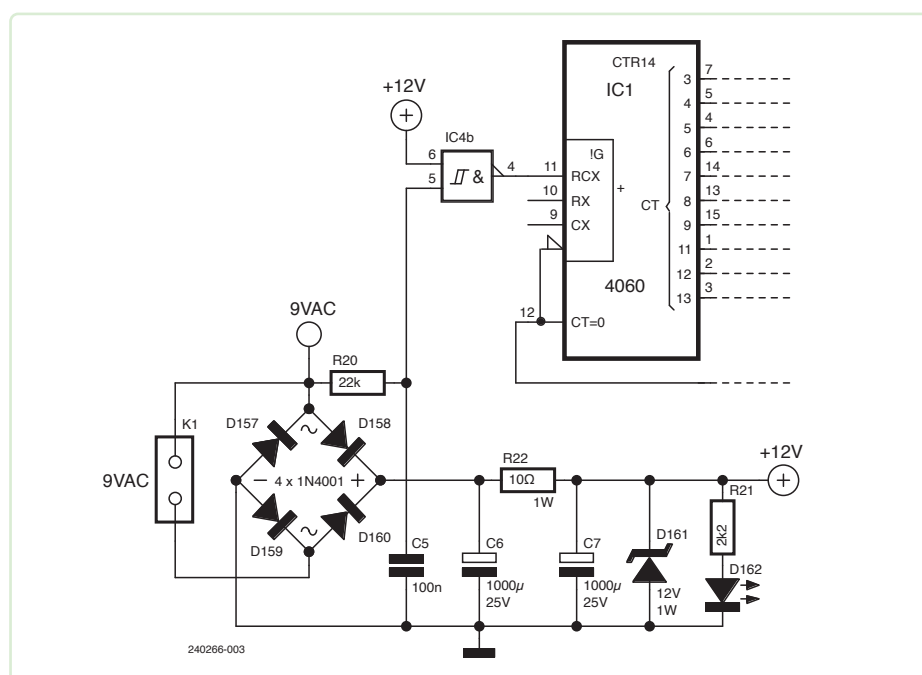 CTR14
IC1
!G
RCX
RX
CX
+
CT
4060
CT=0
11
10
9
12
3
4
5
6
7
8
9
11
12
13
7
5
4
6
14
13
15
1
2
3
+12V
+
IC4b
6
5
&
4
9VAC
R20
22k
K1
9VAC
D157
D158
~
− 4 x 1N4001 +
~
D159
D160
C5
100n
C6
1000µ
25V
R22
10Ω
1W
C7
1000µ
25V
D161
12V
1W
+12V
+
R21
2k2
D162
240266-003